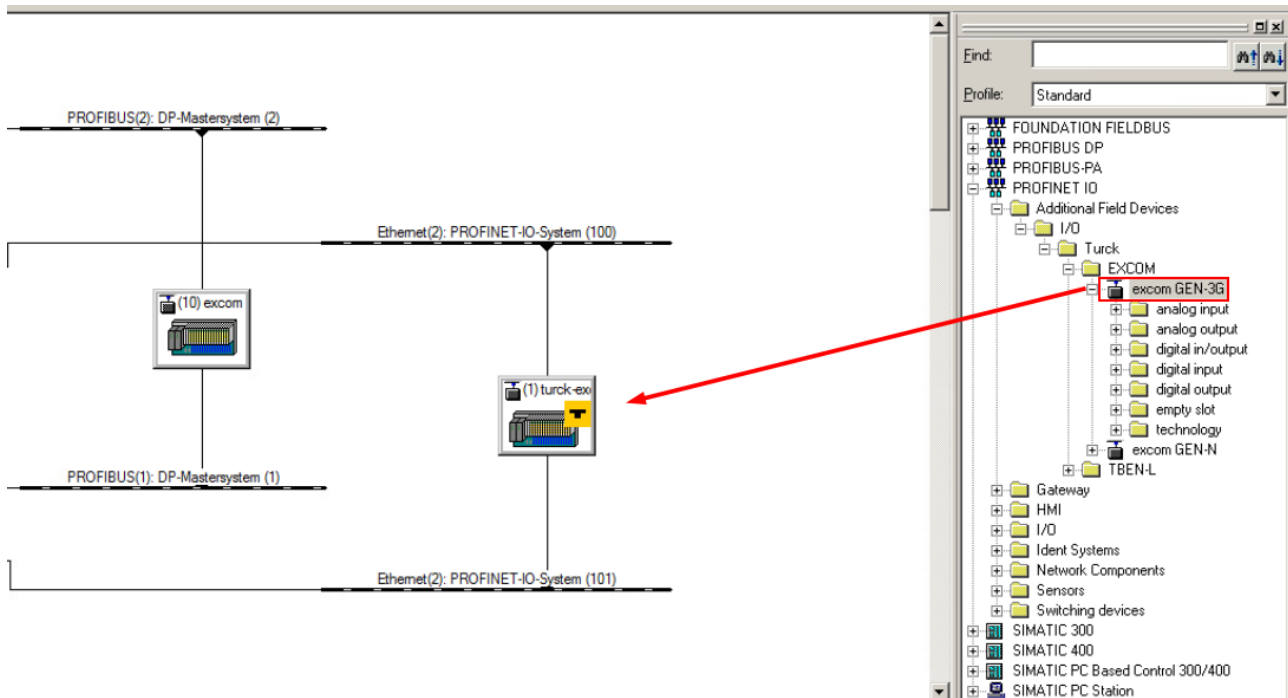 PROFIBUS(2): DP-Mastersystem (2)
Ethernet(2): PROFINET-IO-System (100)
(10) excom
(1) turck-exc
PROFIBUS(1): DP-Mastersystem (1)
Ethernet(2): PROFINET-IO-System (101)
Find:
Profile:
Standard
FOUNDATION FIELDBUS
PROFIBUS DP
PROFIBUS-PA
PROFINET IO
Additional Field Devices
I/O
Turck
EXCOM
excom GEN-3G
analog input
analog output
digital in/output
digital input
digital output
empty slot
technology
excom GEN-N
TBEN-L
Gateway
HMI
I/O
Ident Systems
Network Components
Sensors
Switching devices
SIMATIC 300
SIMATIC 400
SIMATIC PC Based Control 300/400
SIMATIC PC Station